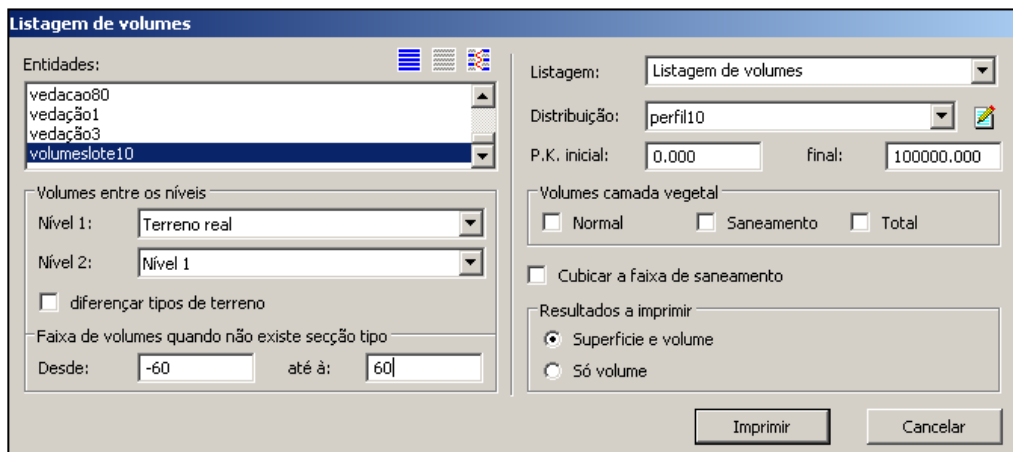 Listagem de volumes
Entidades:
vedacao80
vedação1
vedação3
volumeslote10
Volumes entre os níveis
Nível 1: Terreno real
Nível 2: Nível 1
diferençar tipos de terreno
Faixa de volumes quando não existe secção tipo
Desde: -60 até à: 60
Listagem: Listagem de volumes
Distribuição: perfil10
P.K. inicial: 0.000 final: 100000.000
Volumes camada vegetal
Normal Saneamento Total
Cubicar a faixa de saneamento
Resultados a imprimir
Superficie e volume
Só volume
Imprimir Cancelar